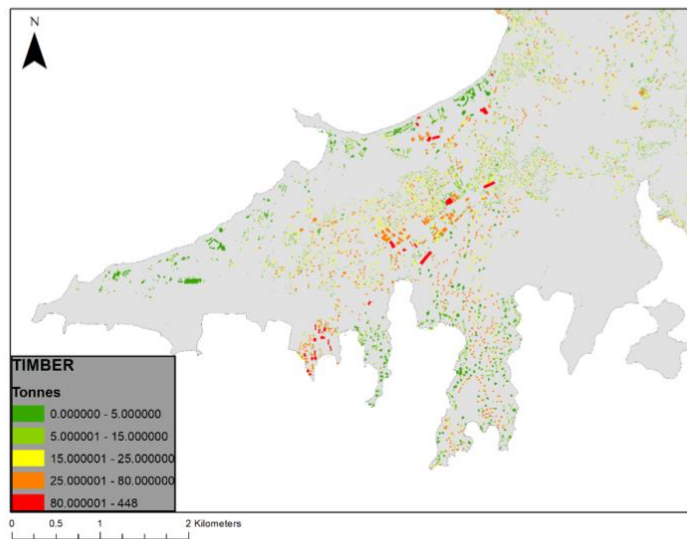 N
TIMBER
Tonnes
0.000000 - 5.000000
5.000001 - 15.000000
15.000001 - 25.000000
25.000001 - 80.000000
80.000001 - 448
0 0.5 1 2 Kilometers